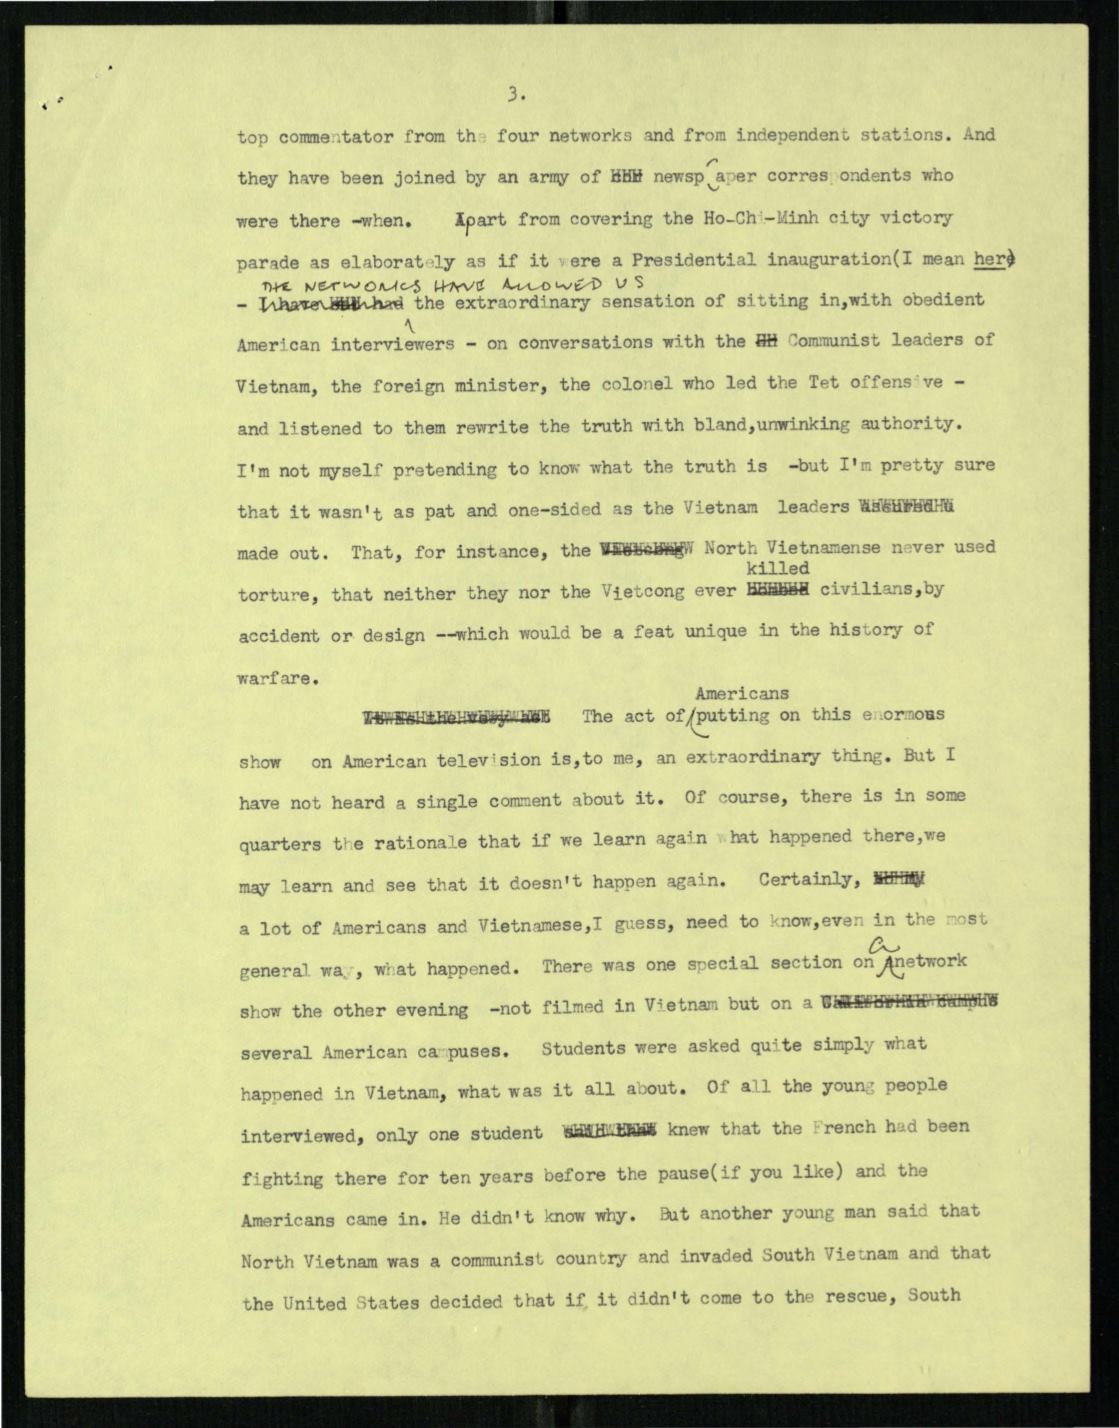 3.
top commentator from the four networks and from independent stations. And
they have been joined by an army of newspaper correspondents who
were there -when. Apart from covering the Ho-Chi-Minh city victory
parade as elaborately as if it were a Presidential inauguration(I mean here)
THE NETWORKS HAVE ALLOWED US
- I have had the extraordinary sensation of sitting in,with obedient
American interviewers - on conversations with the Communist leaders of
Vietnam, the foreign minister, the colonel who led the Tet offensive -
and listened to them rewrite the truth with bland,unwinking authority.
I'm not myself pretending to know what the truth is -but I'm pretty sure
that it wasn't as pat and one-sided as the Vietnam leaders assured u
made out. That, for instance, the Vietcong North Vietnamense never used
killed
torture, that neither they nor the Vietcong ever bombed civilians,by
accident or design --which would be a feat unique in the history of
warfare.
Americans
The act of putting on this enormous
show on American television is,to me, an extraordinary thing. But I
have not heard a single comment about it. Of course, there is in some
quarters the rationale that if we learn again what happened there,we
may learn and see that it doesn't happen again. Certainly,
a lot of Americans and Vietnamese,I guess, need to know,even in the most
general way, what happened. There was one special section on a network
show the other evening -not filmed in Vietnam but on a California campus
several American campuses. Students were asked quite simply what
happened in Vietnam, what was it all about. Of all the young people
interviewed, only one student knew that the French had been
fighting there for ten years before the pause(if you like) and the
Americans came in. He didn't know why. But another young man said that
North Vietnam was a communist country and invaded South Vietnam and that
the United States decided that if it didn't come to the rescue, South